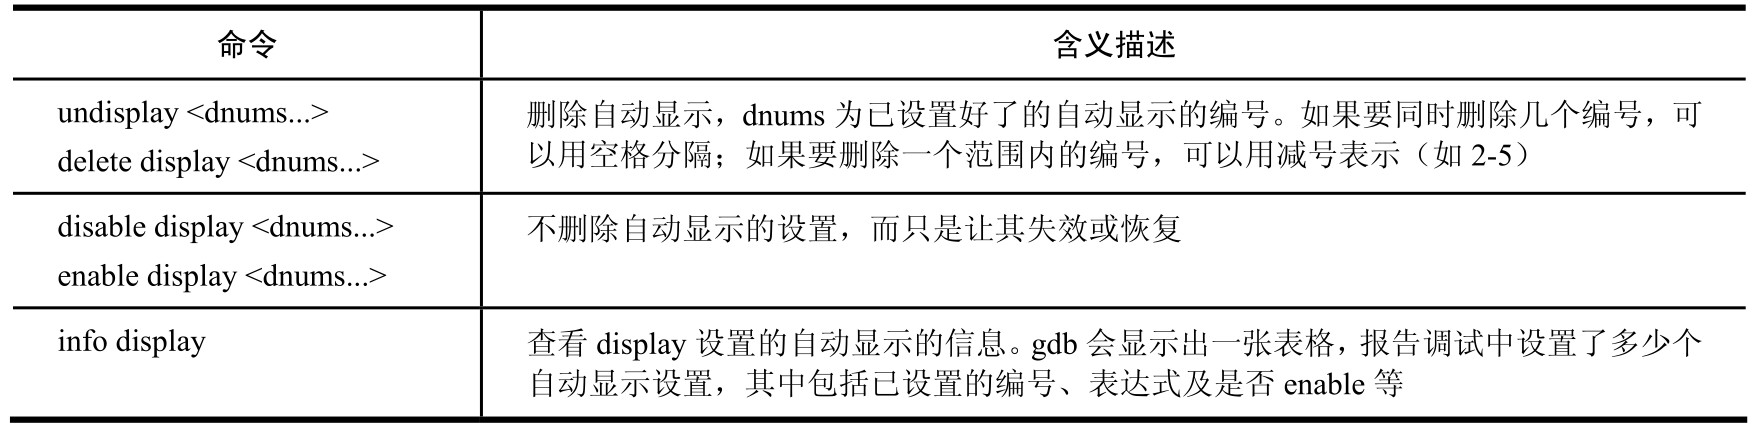 命令 含义描述
undisplay <dnums...>
delete display <dnums...>
删除自动显示，dnums 为已设置好了的自动显示的编号。如果要同时删除几个编号，可
以用空格分隔；如果要删除一个范围内的编号，可以用减号表示（如 2-5）
disable display <dnums...>
enable display <dnums...>
不删除自动显示的设置，而只是让其失效或恢复
info display
查看 display 设置的自动显示的信息。gdb 会显示出一张表格，报告调试中设置了多少个
自动显示设置，其中包括已设置的编号、表达式及是否 enable 等